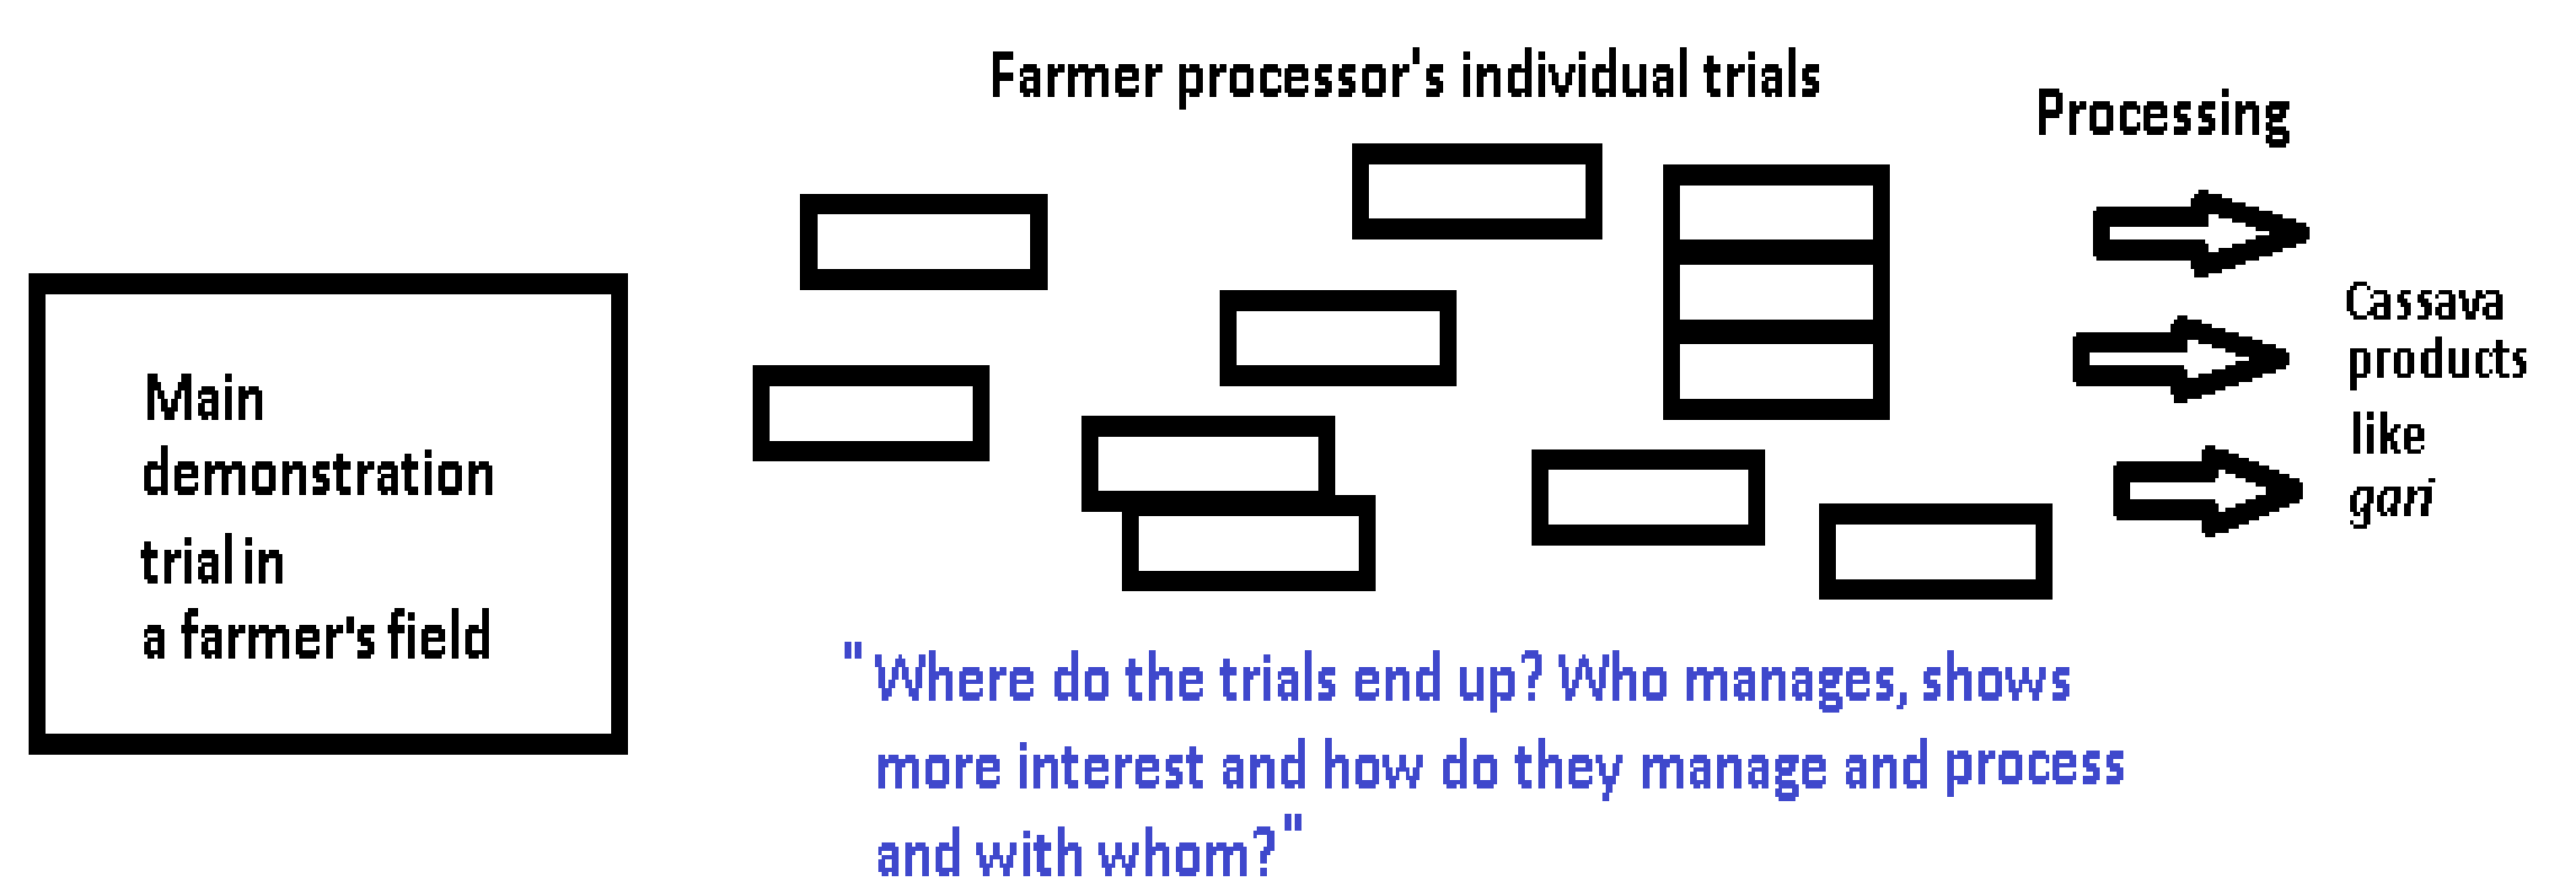 Farmer processor's individual trials
Processing
Main
demonstration
trial in
a farmer's field
Cassava
products
like
gari
"Where do the trials end up? Who manages, shows
more interest and how do they manage and process
and with whom?"